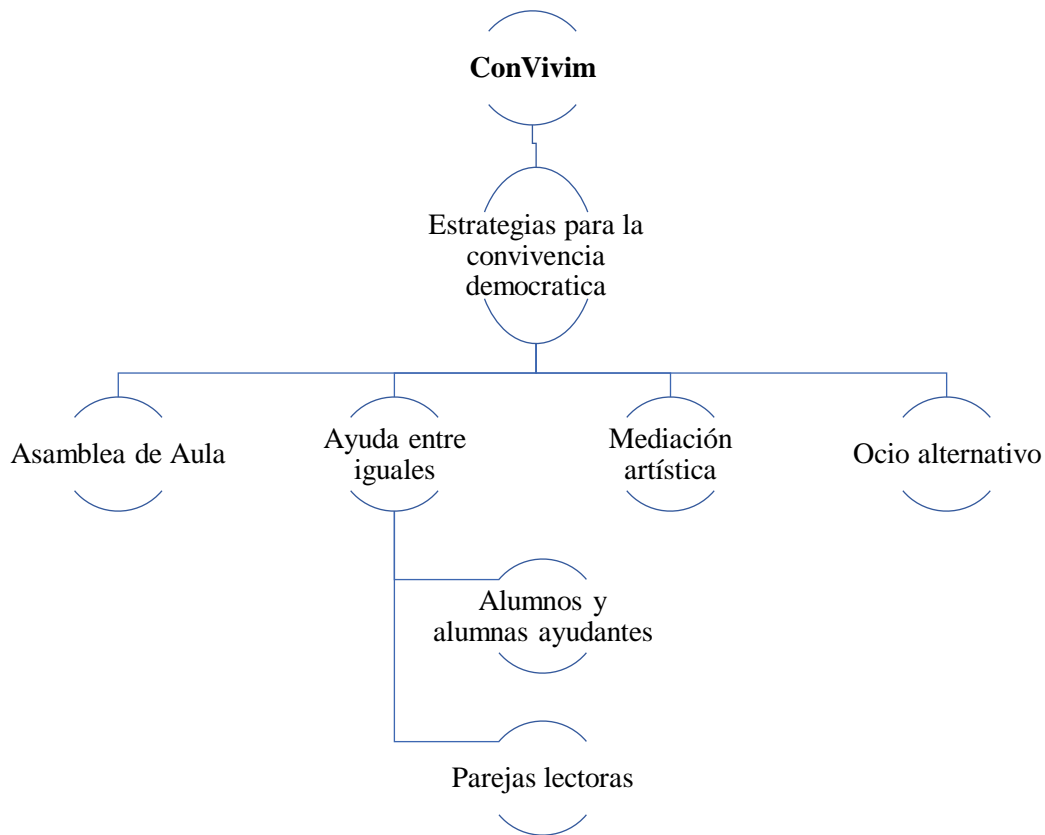 ConVivim
Estrategias para la
convivencia
democratica
Asamblea de Aula
Ayuda entre
iguales
Mediación
artística
Ocio alternativo
Alumnos y
alumnas ayudantes
Parejas lectoras